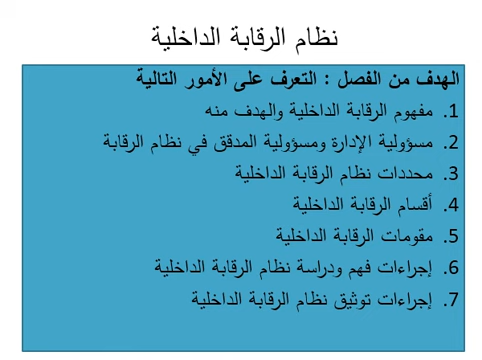 نظام الرقابة الداخلية
الهدف من الفصل : التعرف على الأمور التالية
1. مفهوم الرقابة الداخلية والهدف منه
2. مسؤولية الإدارة ومسؤولية المدقق في نظام الرقابة
3. محددات نظام الرقابة الداخلية
4. أقسام الرقابة الداخلية
5. مقومات الرقابة الداخلية
6. إجراءات فهم ودراسة نظام الرقابة الداخلية
7. إجراءات توثيق نظام الرقابة الداخلية